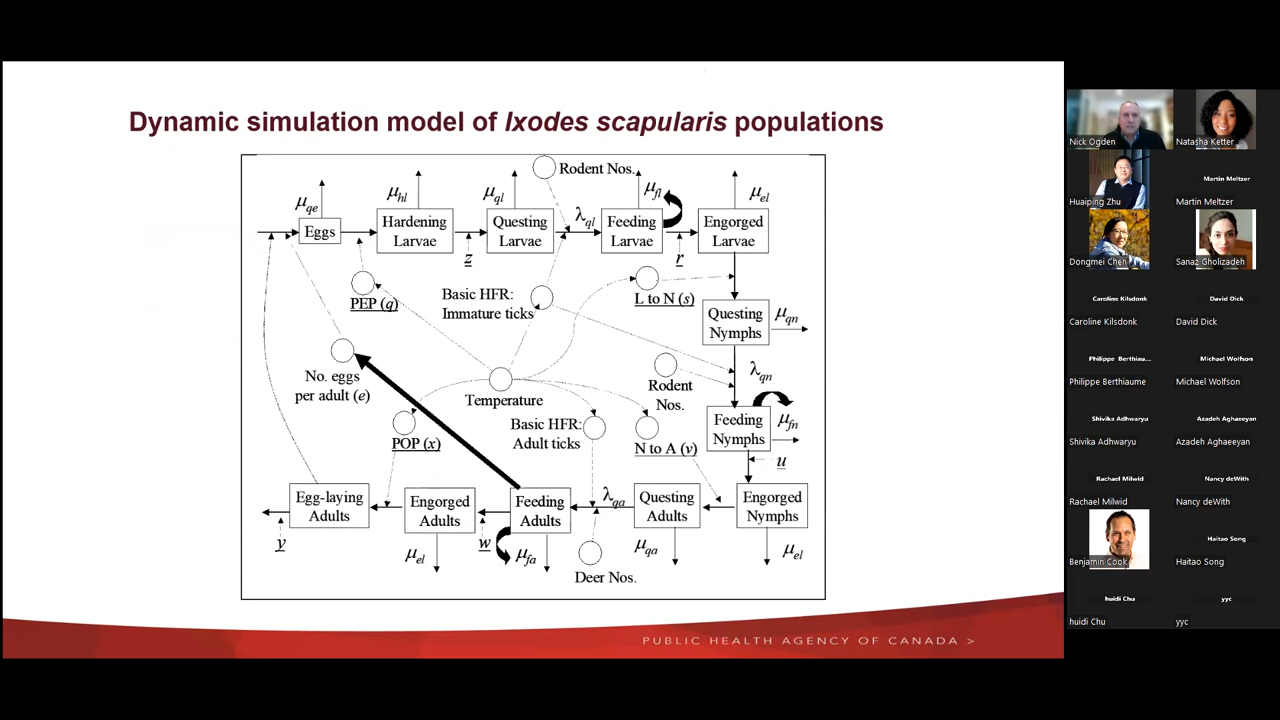 Dynamic simulation model of Ixodes scapularis populations
Rodent Nos.
μqe
μhl
μql
λql
μfl
μel
Eggs
Hardening
Larvae
Questing
Larvae
Feeding
Larvae
Engorged
Larvae
z
r
PEP (q)
Basic HFR:
Immature ticks
L to N (s)
Questing
Nymphs
μqn
No. eggs
per adult (e)
Temperature
Rodent
Nos.
λqn
POP (x)
Basic HFR:
Adult ticks
N to A (v)
Feeding
Nymphs
μfn
u
Egg-laying
Adults
Engorged
Adults
Feeding
Adults
λqa
Questing
Adults
Engorged
Nymphs
y
μel
w
μfa
Deer Nos.
μqa
μel
PUBLIC HEALTH AGENCY OF CANADA >
Nick Ogden
Natasha Ketter
Huaiping Zhu
Martin Meltzer
Martin Meltzer
Dongmei Chen
Sanaz Gholizadeh
Caroline Kilsdonk
David Dick
Caroline Kilsdonk
David Dick
Philippe Berthiau...
Michael Wolfson
Philippe Berthiaume
Michael Wolfson
Shivika Adhwaryu
Azadeh Aghaeeyan
Shivika Adhwaryu
Azadeh Aghaeeyan
Rachael Milwid
Nancy deWith
Rachael Milwid
Nancy deWith
Haitao Song
Benjamin Cook
Haitao Song
huidi Chu
yyc
huidi Chu
yyc